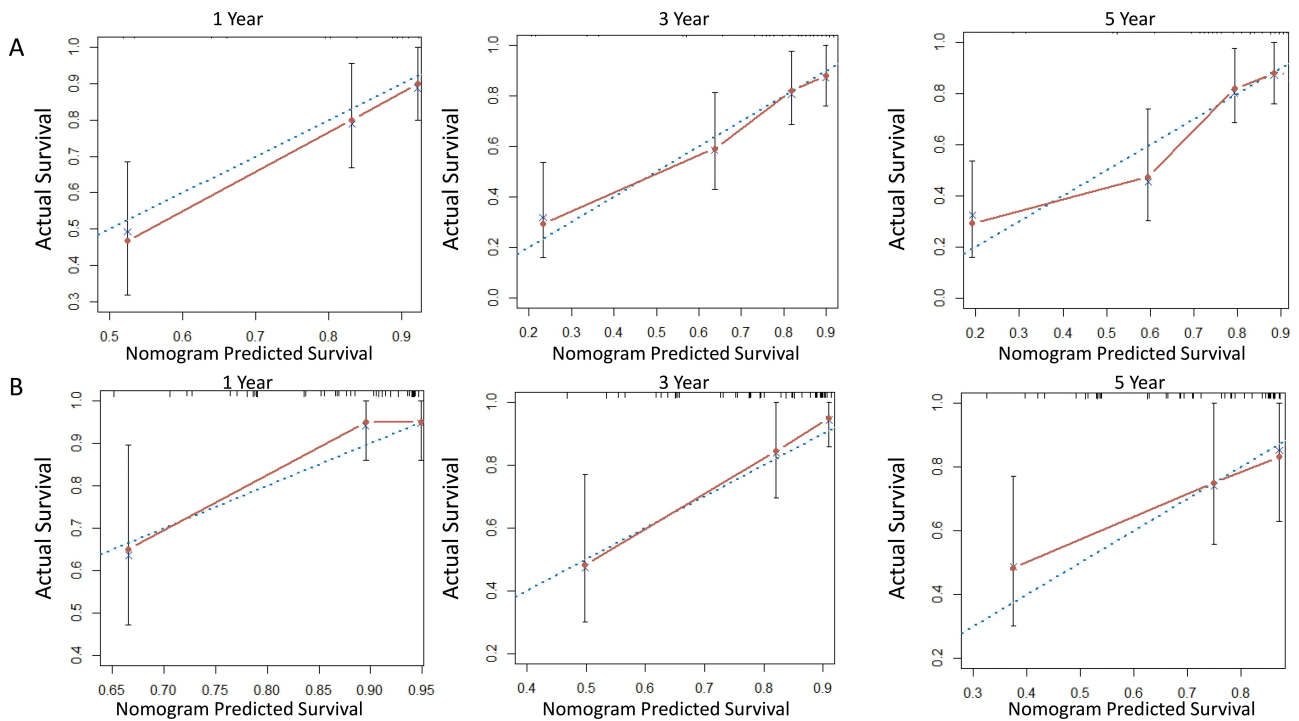 1 Year 3 Year 5 Year
A
1.0 0.9 0.8 0.7 0.6 0.5 0.4 0.3
Actual Survival
0.5 0.6 0.7 0.8 0.9
Nomogram Predicted Survival
1.0 0.8 0.6 0.4 0.2 0.0
Actual Survival
0.2 0.3 0.4 0.5 0.6 0.7 0.8 0.9
Nomogram Predicted Survival
1.0 0.8 0.6 0.4 0.2 0.0
Actual Survival
0.2 0.3 0.4 0.5 0.6 0.7 0.8 0.9
Nomogram Predicted Survival
B
1 Year 3 Year 5 Year
1.0 0.9 0.8 0.7 0.6 0.5 0.4
Actual Survival
0.65 0.70 0.75 0.80 0.85 0.90 0.95
Nomogram Predicted Survival
1.0 0.8 0.6 0.4 0.2
Actual Survival
0.4 0.5 0.6 0.7 0.8 0.9
Nomogram Predicted Survival
1.0 0.8 0.6 0.4 0.2
Actual Survival
0.3 0.4 0.5 0.6 0.7 0.8
Nomogram Predicted Survival